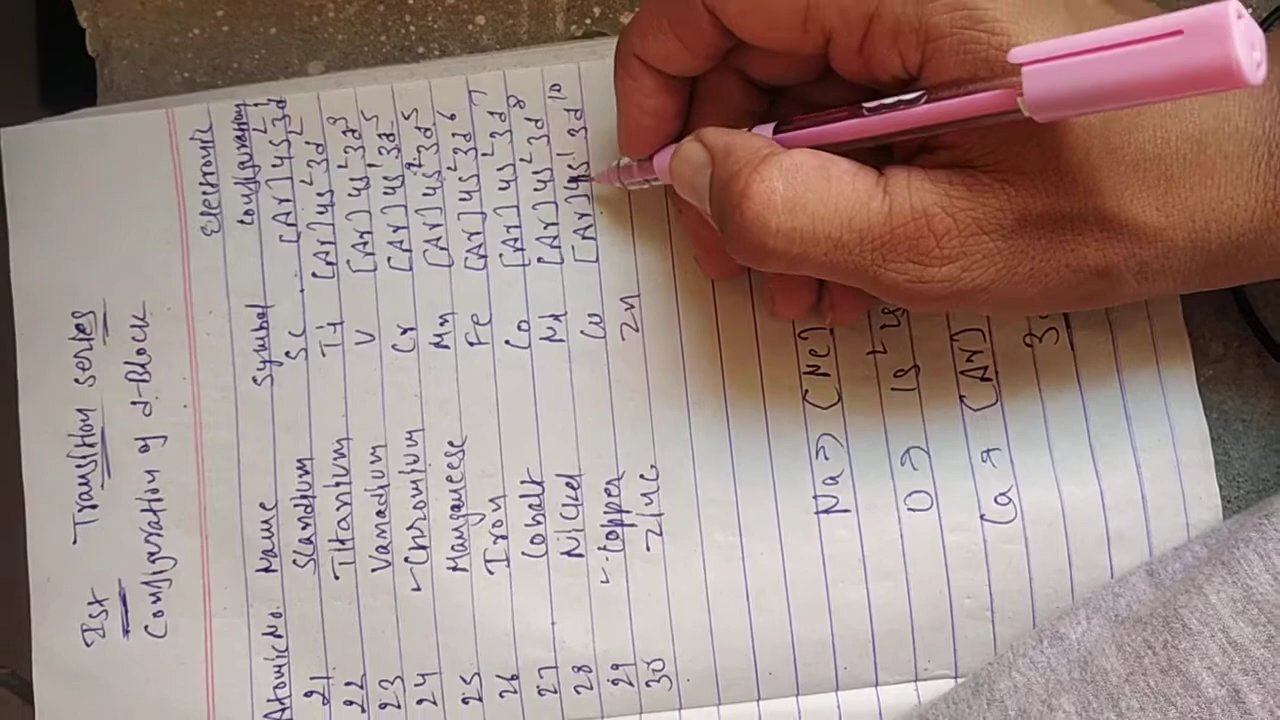 Ist Transition series
Configuration of d-Block
Atomic No. Name Symbol Electronic Configuration
21 Scandium Sc [Ar] 4s² 3d¹
22 Titanium Ti [Ar] 4s² 3d²
23 Vanadium V [Ar] 4s² 3d³
24 Chromium Cr [Ar] 4s¹ 3d⁵
25 Manganeese Mn [Ar] 4s² 3d⁵
26 Iron Fe [Ar] 4s² 3d⁶
27 Cobalt Co [Ar] 4s² 3d⁷
28 Nickel Ni [Ar] 4s² 3d⁸
29 Copper Cu [Ar] 4s¹ 3d¹⁰
30 Zinc Zn
Na → [Ne]
O → 1s²
Ca → [Ar]